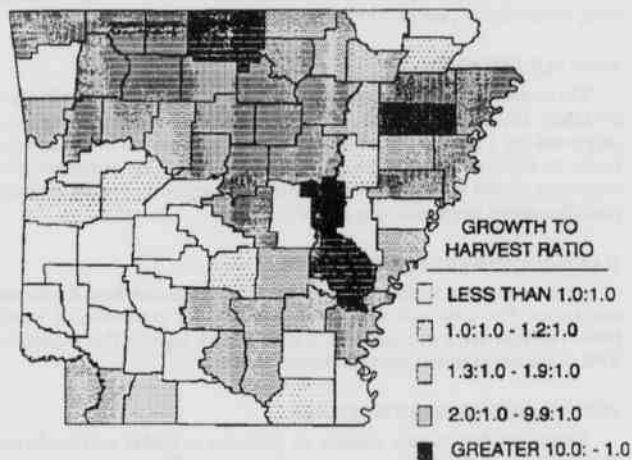 GROWTH TO
HARVEST RATIO
LESS THAN 1.0:1.0
1.0:1.0 - 1.2:1.0
1.3:1.0 - 1.9:1.0
2.0:1.0 - 9.9:1.0
GREATER 10.0: - 1.0